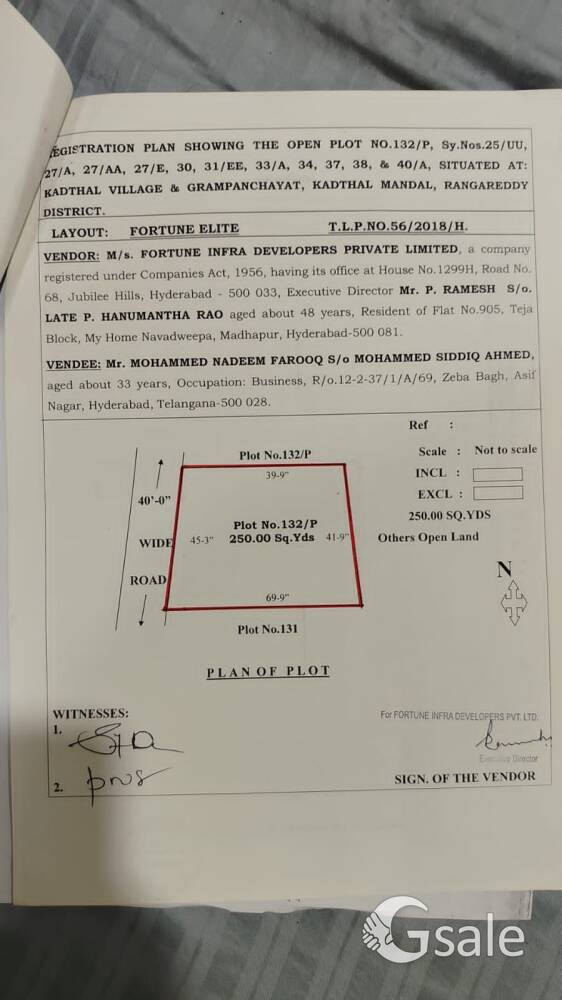 EGISTRATION PLAN SHOWING THE OPEN PLOT NO.132/P, Sy.Nos.25/UU,
27/A, 27/AA, 27/E, 30, 31/EE, 33/A, 34, 37, 38, & 40/A, SITUATED AT:
KADTHAL VILLAGE & GRAMPANCHAYAT, KADTHAL MANDAL, RANGAREDDY
DISTRICT.
LAYOUT: FORTUNE ELITE T.L.P.NO.56/2018/H.
VENDOR: M/s. FORTUNE INFRA DEVELOPERS PRIVATE LIMITED, a company
registered under Companies Act, 1956, having its office at House No.1299H, Road No.
68, Jubilee Hills, Hyderabad - 500 033, Executive Director Mr. P. RAMESH S/o.
LATE P. HANUMANTHA RAO aged about 48 years, Resident of Flat No.905, Teja
Block, My Home Navadweepa, Madhapur, Hyderabad-500 081.
VENDEE: Mr. MOHAMMED NADEEM FAROOQ S/o MOHAMMED SIDDIQ AHMED,
aged about 33 years, Occupation: Business, R/o.12-2-37/1/A/69, Zeba Bagh, Asif
Nagar, Hyderabad, Telangana-500 028.
Ref :
Scale : Not to scale
INCL :
EXCL :
250.00 SQ.YDS
Others Open Land
N
Plot No.132/P
39-9"
40'-0"
WIDE
ROAD
45-3"
Plot No.132/P
250.00 Sq.Yds
41-9"
69-9"
Plot No.131
PLAN OF PLOT
WITNESSES:
1.
2.
For FORTUNE INFRA DEVELOPERS PVT. LTD.
Executive Director
SIGN. OF THE VENDOR
Gsale